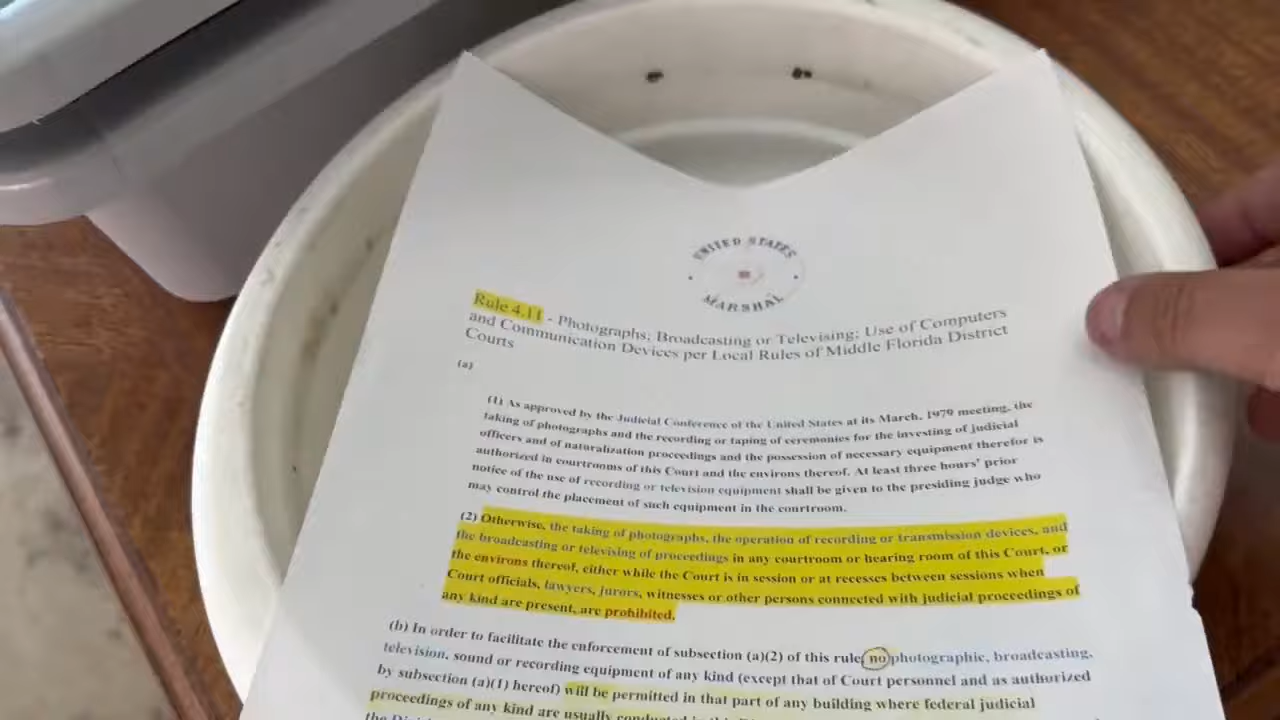 UNITED STATES
MARSHAL
Rule 4.11 - Photographs; Broadcasting or Televising; Use of Computers
and Communication Devices per Local Rules of Middle Florida District
Courts
(a)
(1) As approved by the Judicial Conference of the United States at its March, 1979 meeting, the
taking of photographs and the recording or taping of ceremonies for the investing of judicial
officers and of naturalization proceedings and the possession of necessary equipment therefor is
authorized in courtrooms of this Court and the environs thereof. At least three hours' prior
notice of the use of recording or television equipment shall be given to the presiding judge who
may control the placement of such equipment in the courtroom.
(2) Otherwise, the taking of photographs, the operation of recording or transmission devices, and
the broadcasting or televising of proceedings in any courtroom or hearing room of this Court, or
the environs thereof, either while the Court is in session or at recesses between sessions when
Court officials, lawyers, jurors, witnesses or other persons connected with judicial proceedings of
any kind are present, are prohibited.
(b) In order to facilitate the enforcement of subsection (a)(2) of this rule, no photographic, broadcasting,
television, sound or recording equipment of any kind (except that of Court personnel and as authorized
by subsection (a)(1) hereof) will be permitted in that part of any building where federal judicial
proceedings of any kind are usually conducted in this
the